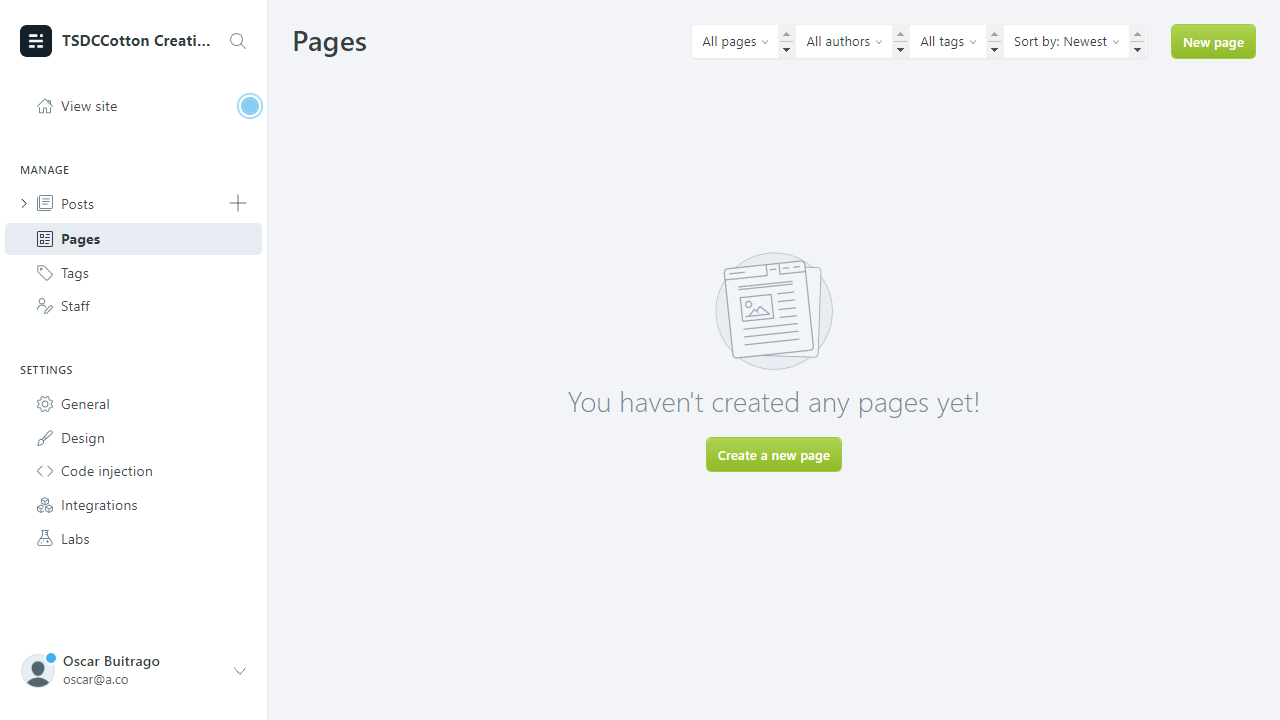 TSDCCotton Creati...
View site
MANAGE
Posts
Pages
Tags
Staff
SETTINGS
General
Design
Code injection
Integrations
Labs
Oscar Buitrago
oscar@a.co
Pages
All pages
All authors
All tags
Sort by: Newest
New page
You haven't created any pages yet!
Create a new page